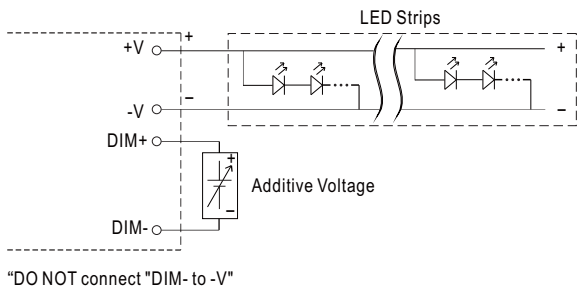 LED Strips
+V
+
+
-V
−
−
DIM+
+
Additive Voltage
−
DIM-
“DO NOT connect "DIM- to -V"